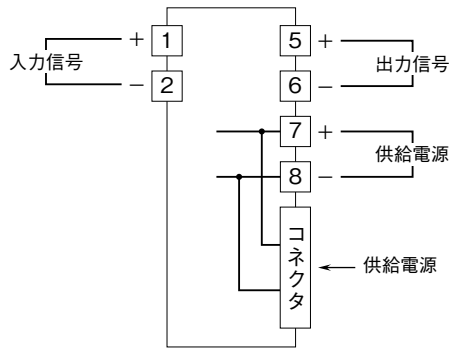 入力信号
+ 1
− 2
5 +
6 −
出力信号
7 +
8 −
供給電源
コネクタ
供給電源